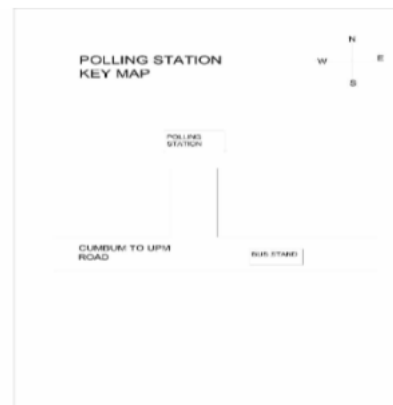 POLLING STATION
KEY MAP
N
W
E
S
POLLING
STATION
CUMBUM TO UPM
ROAD
BUS STAND